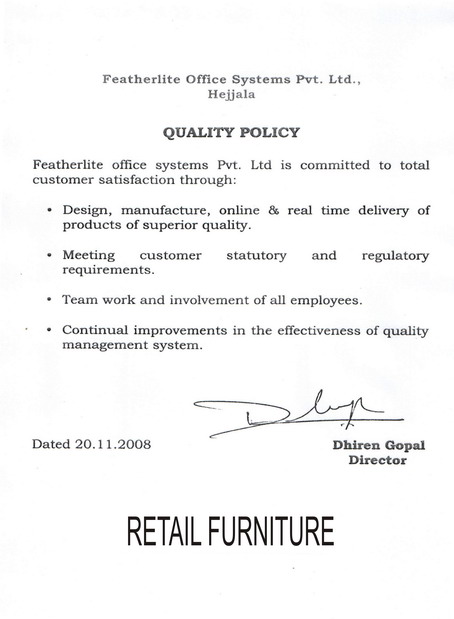 Featherlite Office Systems Pvt. Ltd.,
Hejjala
QUALITY POLICY
Featherlite office systems Pvt. Ltd is committed to total
customer satisfaction through:
• Design, manufacture, online & real time delivery of
products of superior quality.
• Meeting customer statutory and regulatory
requirements.
• Team work and involvement of all employees.
• Continual improvements in the effectiveness of quality
management system.
Dated 20.11.2008
Dhiren Gopal
Director
RETAIL FURNITURE